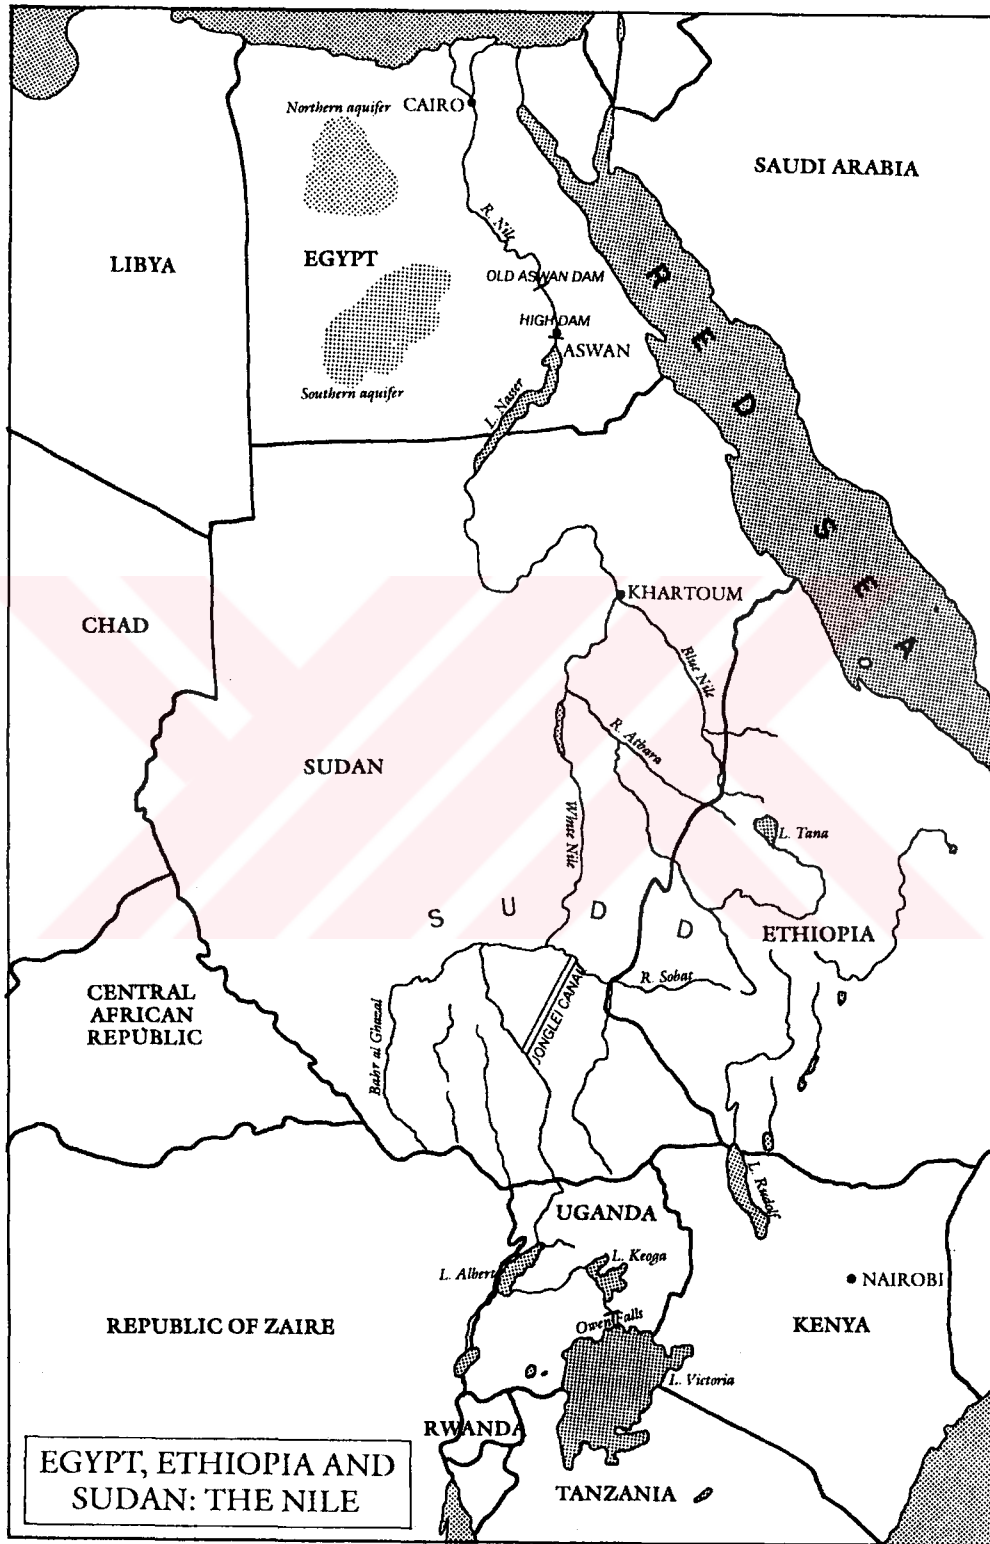 Northern aquifer
CAIRO
SAUDI ARABIA
R. Nile
LIBYA
EGYPT
OLD ASWAN DAM
HIGH DAM
ASWAN
Southern aquifer
L. Nasser
RED SEA
KHARTOUM
CHAD
Blue Nile
R. Atbara
SUDAN
White Nile
L. Tana
SUDD
ETHIOPIA
R. Sobat
CENTRAL
AFRICAN
REPUBLIC
JONGLEI CANAL
Bahr al Ghazal
L. Rudolf
UGANDA
L. Keoga
L. Albert
NAIROBI
Owen Falls
REPUBLIC OF ZAIRE
KENYA
L. Victoria
RWANDA
EGYPT, ETHIOPIA AND
SUDAN: THE NILE
TANZANIA